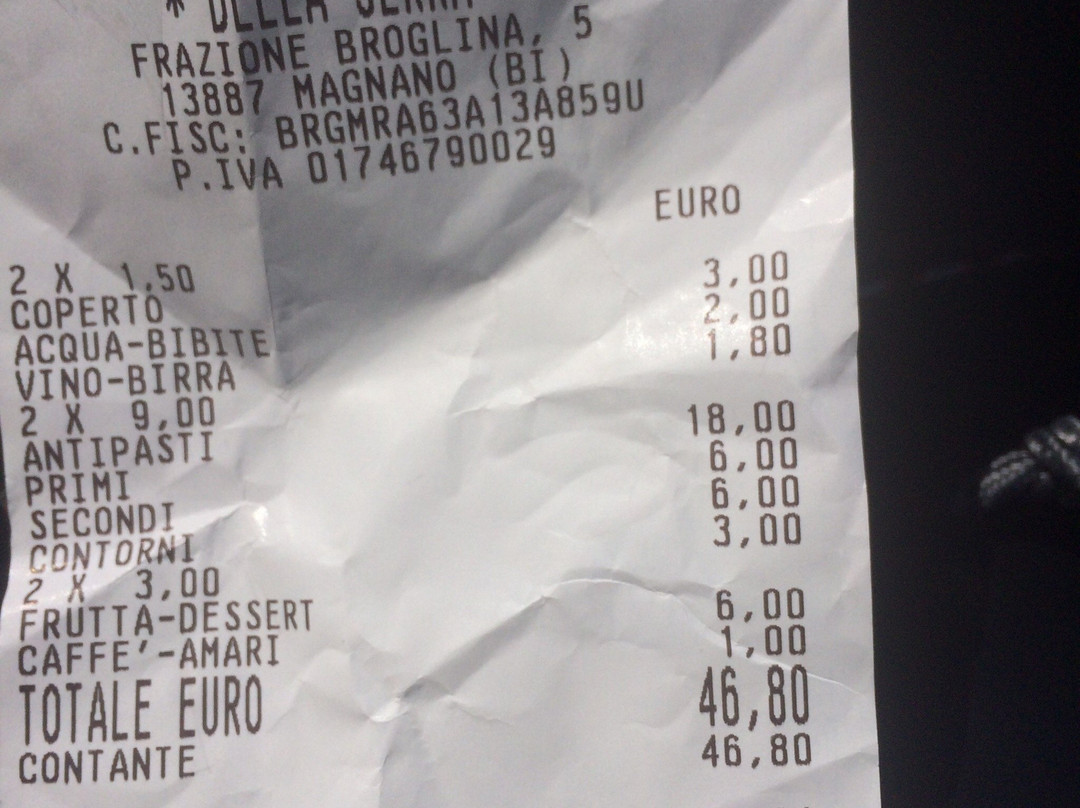 * DELLA SERRA
FRAZIONE BROGLINA, 5
13887 MAGNANO (BI)
C.FISC: BRGMRA63A13A859U
P.IVA 01746790029
EURO
2 X 1,50
COPERTO 3,00
ACQUA-BIBITE 2,00
VINO-BIRRA 1,80
2 X 9,00
ANTIPASTI 18,00
PRIMI 6,00
SECONDI 6,00
CONTORNI 3,00
2 X 3,00
FRUTTA-DESSERT 6,00
CAFFE'-AMARI 1,00
TOTALE EURO 46,80
CONTANTE 46,80